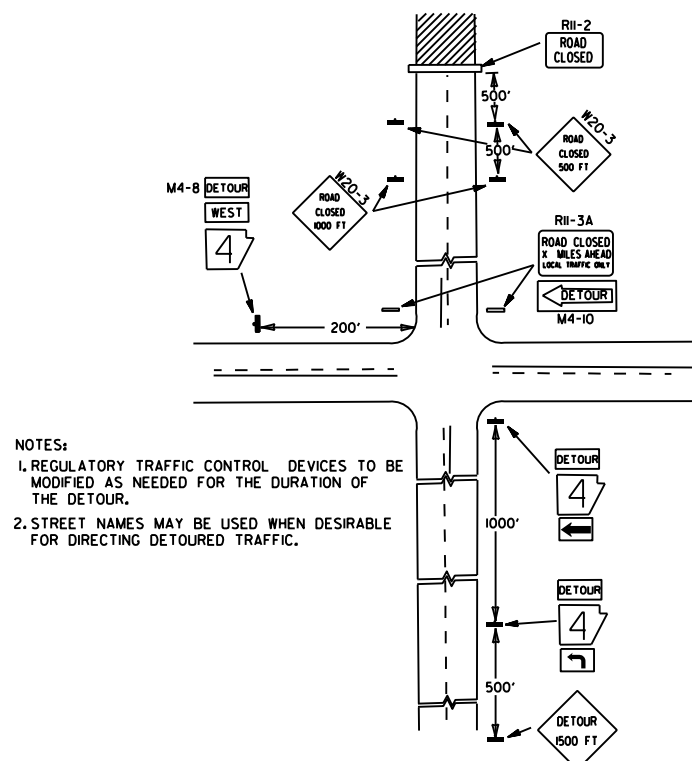 R11-2
ROAD
CLOSED
500'
W20-3
ROAD
CLOSED
500 FT
500'
M4-8 DETOUR
WEST
4
W20-3
ROAD
CLOSED
1000 FT
R11-3A
ROAD CLOSED
X MILES AHEAD
LOCAL TRAFFIC ONLY
DETOUR
M4-10
200'
NOTES:
1. REGULATORY TRAFFIC CONTROL DEVICES TO BE
MODIFIED AS NEEDED FOR THE DURATION OF
THE DETOUR.
2. STREET NAMES MAY BE USED WHEN DESIRABLE
FOR DIRECTING DETOURED TRAFFIC.
DETOUR
4
1000'
DETOUR
4
500'
DETOUR
1500 FT